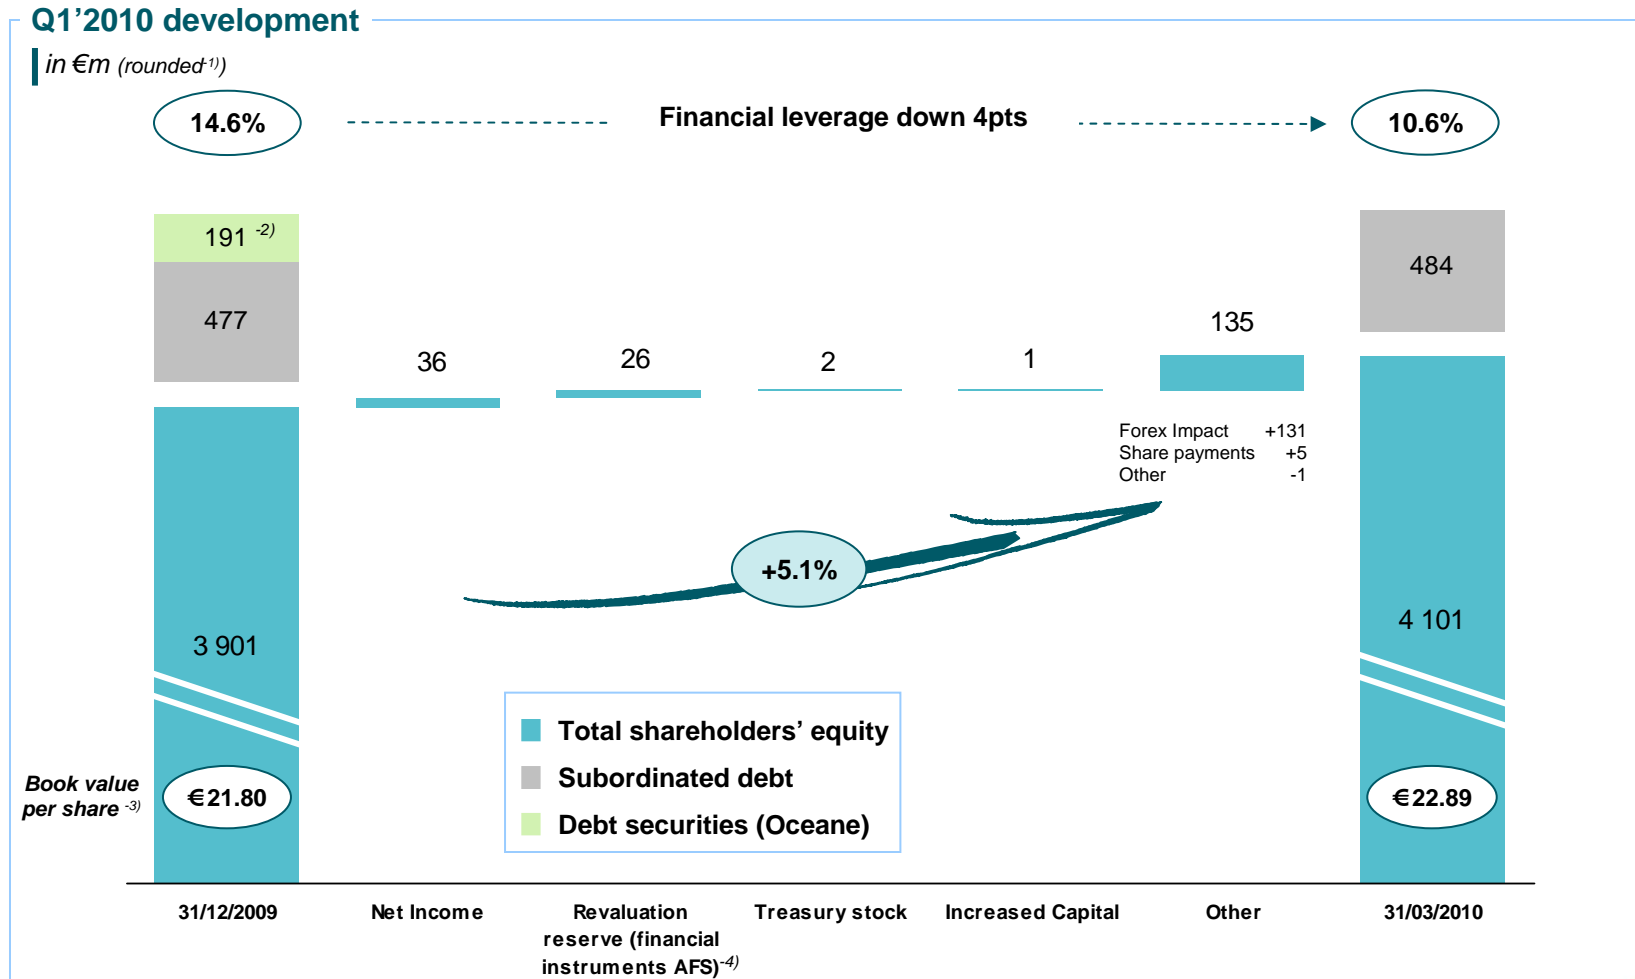 Q1’2010 development
in €m (rounded-1))
14.6%
Financial leverage down 4pts
10.6%
191 -2)
477
484
36
26
2
1
135
Forex Impact +131
Share payments +5
Other -1
+5.1%
3 901
4 101
Total shareholders’ equity
Subordinated debt
Debt securities (Oceane)
Book value
per share -3)
€21.80
€22.89
31/12/2009
Net Income
Revaluation
reserve (financial
instruments AFS)-4)
Treasury stock
Increased Capital
Other
31/03/2010